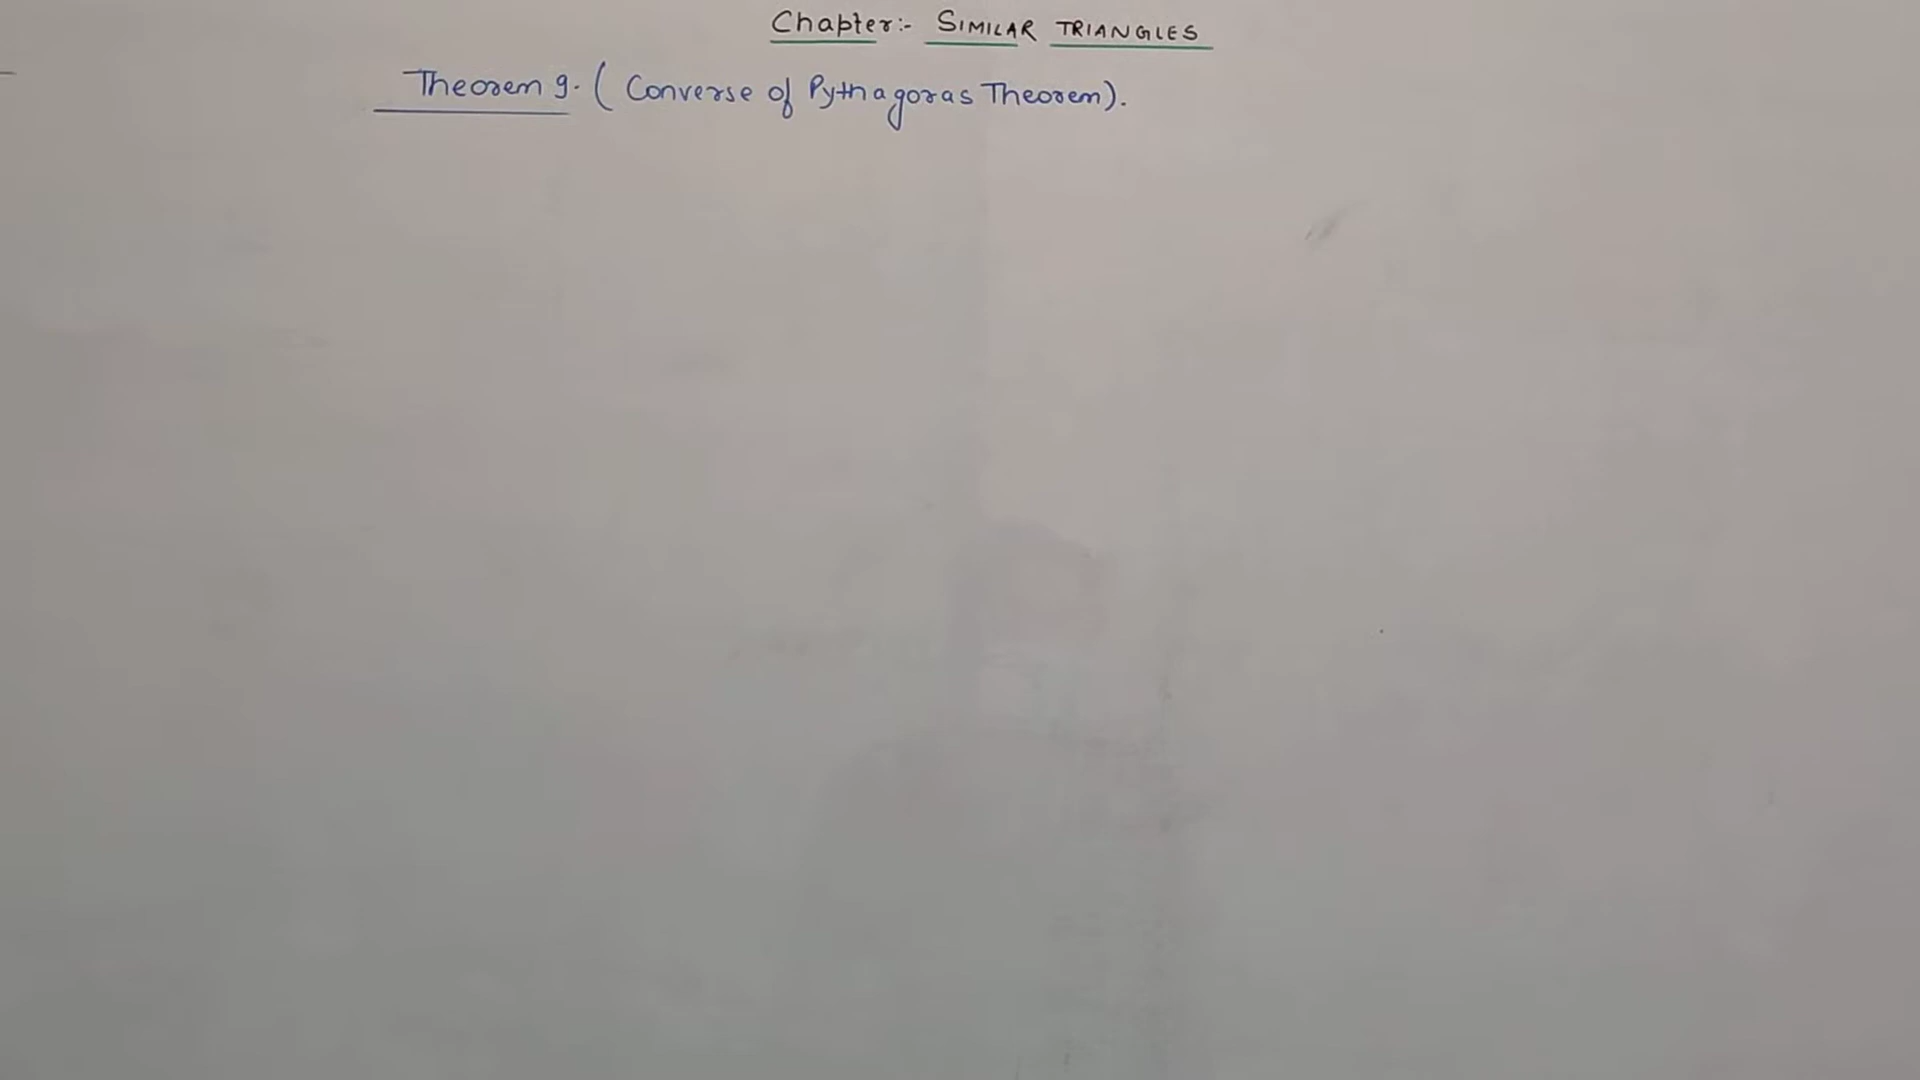 Chapter:- SIMILAR TRIANGLES
Theorem 9. ( Converse of Pythagoras Theorem).